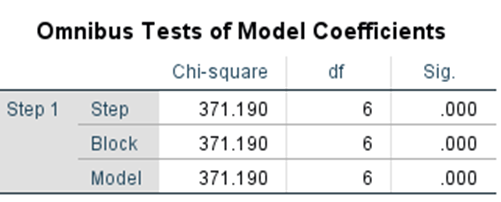 Omnibus Tests of Model Coefficients
Chi-square df Sig.
Step 1 Step 371.190 6 .000
Block 371.190 6 .000
Model 371.190 6 .000